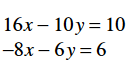 16x – 10y = 10
–8x – 6y = 6